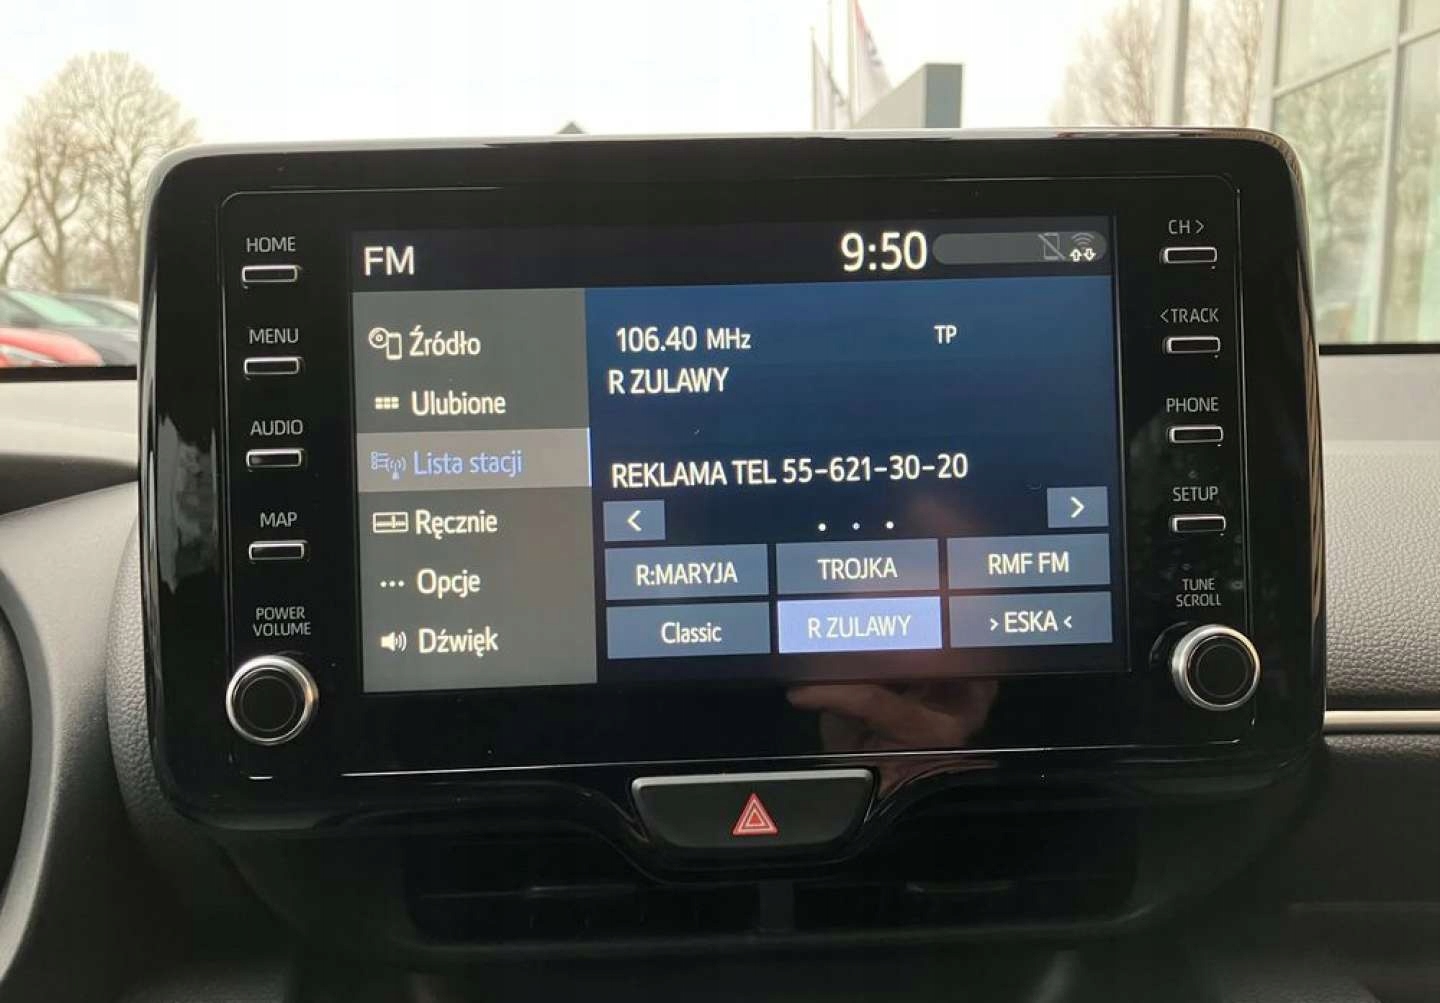 HOME
MENU
AUDIO
MAP
POWER
VOLUME
FM
9:50
Źródło
Ulubione
Lista stacji
Ręcznie
Opcje
Dźwięk
106.40 MHz
TP
R ZULAWY
REKLAMA TEL 55-621-30-20
<
>
R:MARYJA
TROJKA
RMF FM
Classic
R ZULAWY
> ESKA <
CH >
<TRACK
PHONE
SETUP
TUNE
SCROLL